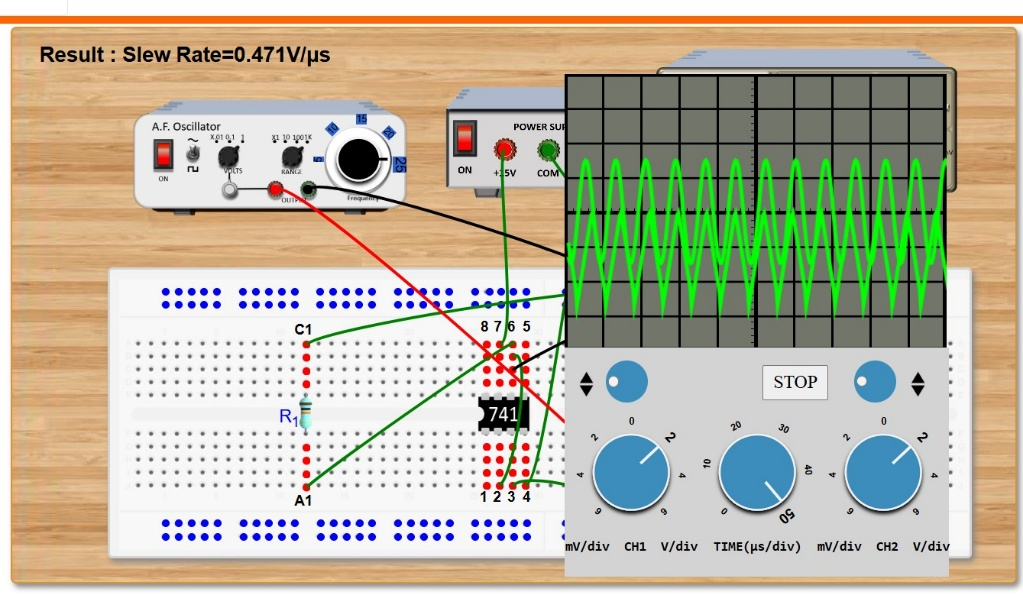 Result : Slew Rate=0.471V/µs
A.F. Oscillator
X.01 0.1 1
X1 10 100 1K
VOLTS
RANGE
ON
OUTPUT
5 10 15 20 25
Frequency
POWER SUP
ON
+15V
COM
C1
8 7 6 5
R1
741
A1
1 2 3 4
STOP
6 4 2 0 2 4 6
0 10 20 30 40 50
6 4 2 0 2 4 6
mV/div CH1 V/div TIME(µs/div) mV/div CH2 V/div